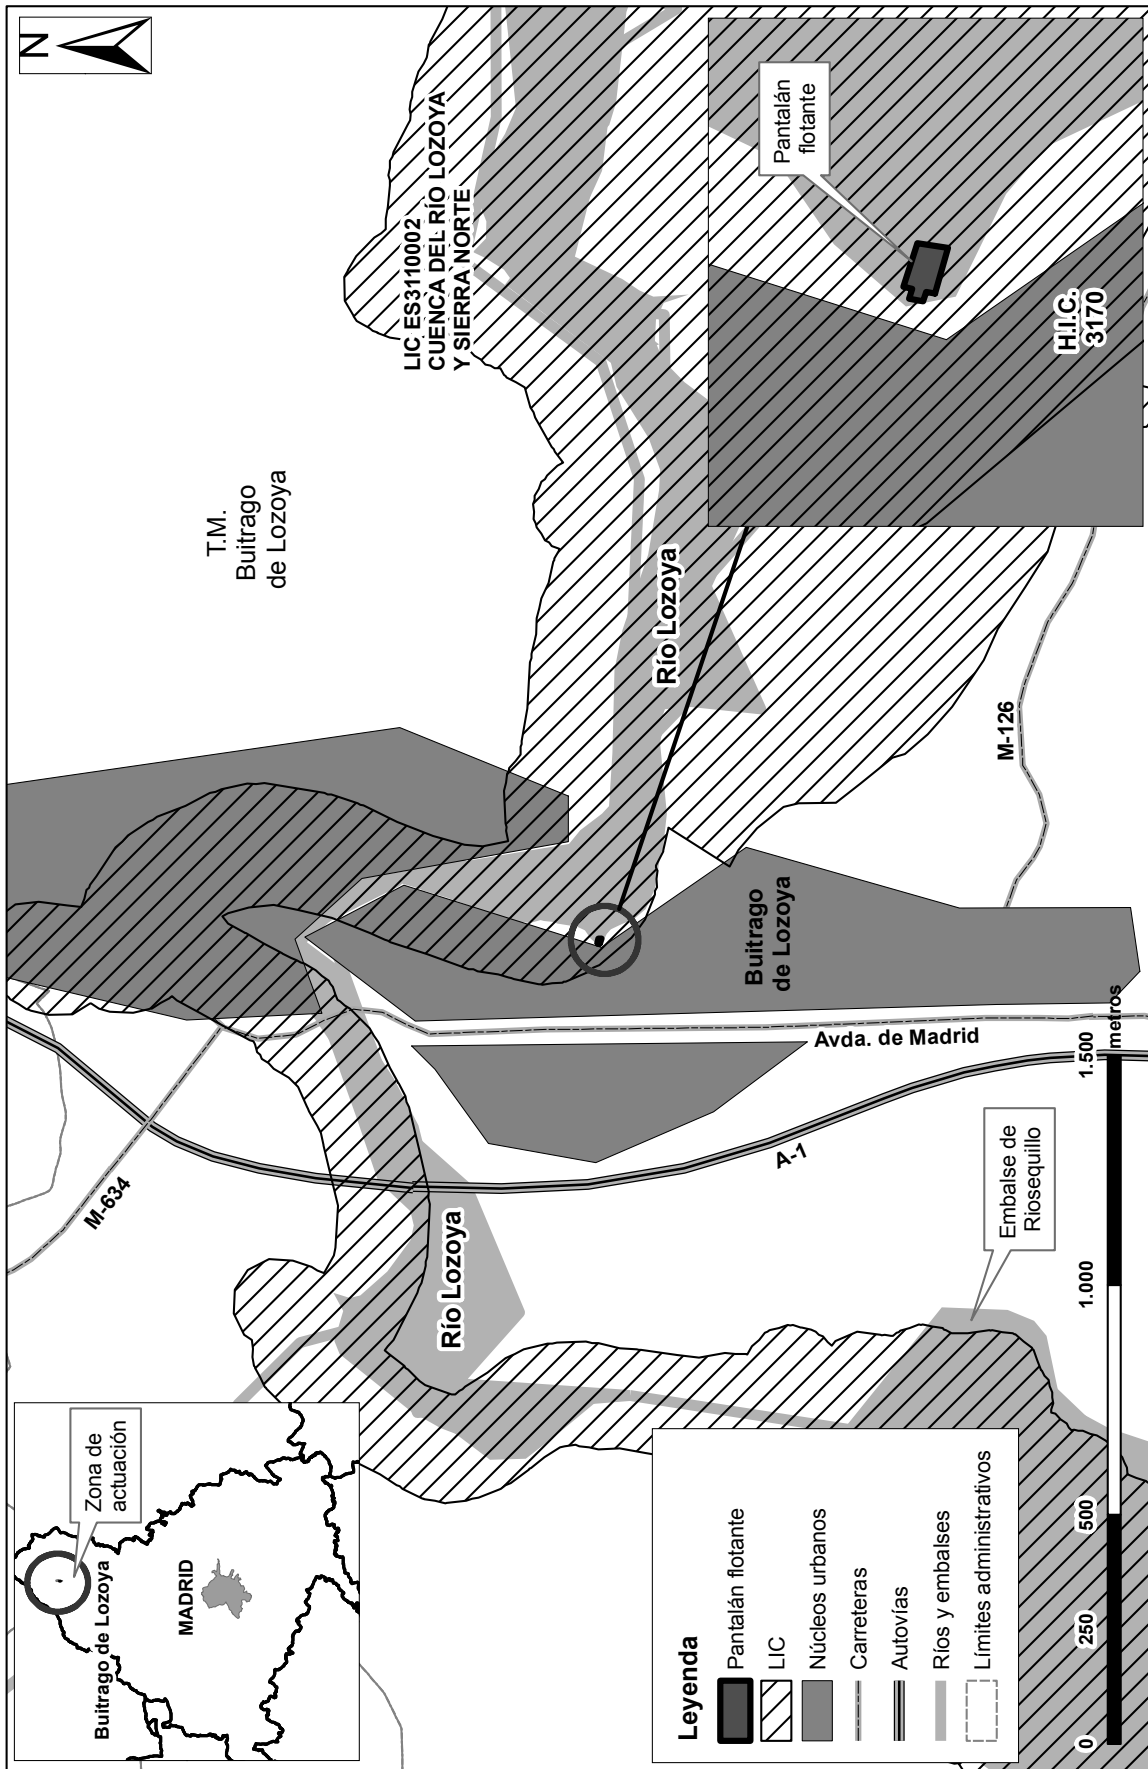 N
Zona de
actuación
Buitrago de Lozoya
MADRID
M-634
T.M.
Buitrago
de Lozoya
LIC ES3110002
CUENCA DEL RÍO LOZOYA
Y SIERRA NORTE
Río Lozoya
A-1
Avda. de Madrid
Buitrago
de Lozoya
Río Lozoya
M-126
Embalse de
Riosequillo
Pantalán
flotante
H.I.C.
3170
Leyenda
Pantalán flotante
LIC
Núcleos urbanos
Carreteras
Autovías
Ríos y embalses
Límites administrativos
0 250 500 1.000 1.500
metros